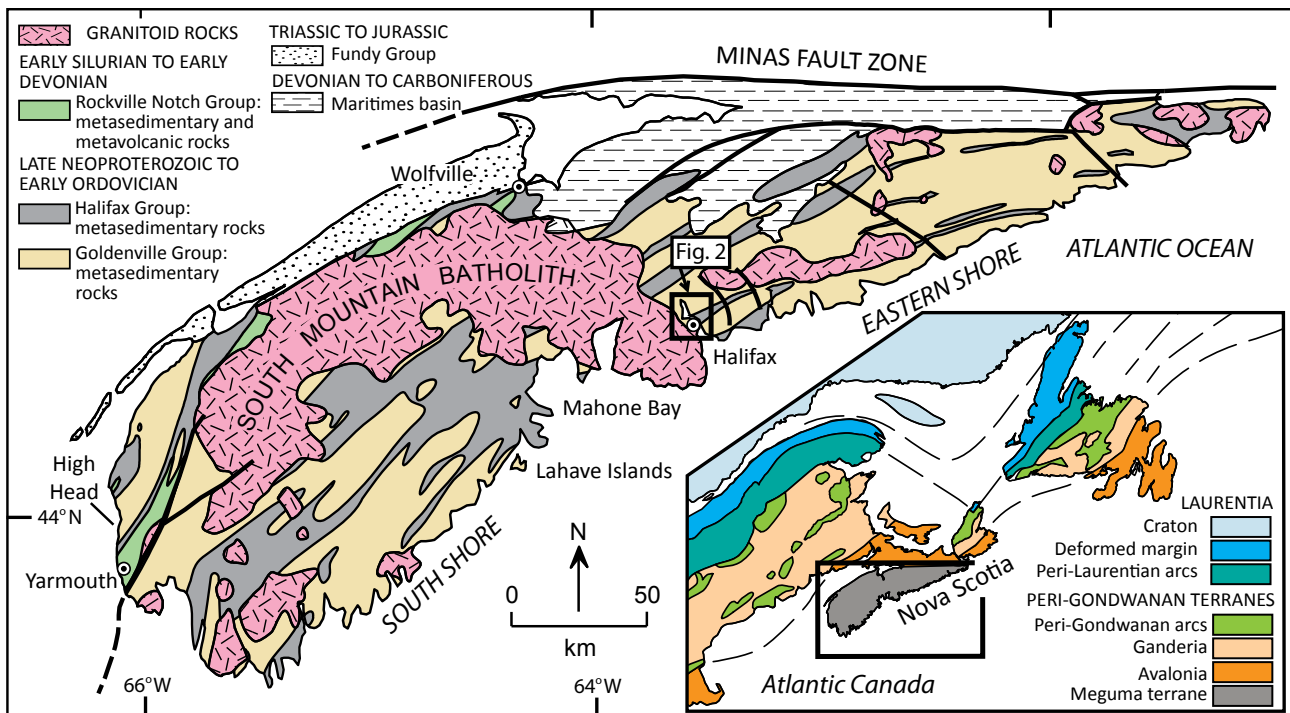 GRANITOID ROCKS
EARLY SILURIAN TO EARLY
DEVONIAN
Rockville Notch Group:
metasedimentary and
metavolcanic rocks
LATE NEOPROTEROZOIC TO
EARLY ORDOVICIAN
Halifax Group:
metasedimentary rocks
Goldenville Group:
metasedimentary
rocks
TRIASSIC TO JURASSIC
Fundy Group
DEVONIAN TO CARBONIFEROUS
Maritimes basin
MINAS FAULT ZONE
Wolfville
Fig. 2
SOUTH MOUNTAIN BATHOLITH
ATLANTIC OCEAN
EASTERN SHORE
Halifax
Mahone Bay
Lahave Islands
High
Head
44°N
Yarmouth
SOUTH SHORE
N
0 50
km
66°W
64°W
LAURENTIA
Craton
Deformed margin
Peri-Laurentian arcs
PERI-GONDWANAN TERRANES
Peri-Gondwanan arcs
Ganderia
Avalonia
Meguma terrane
Nova Scotia
Atlantic Canada